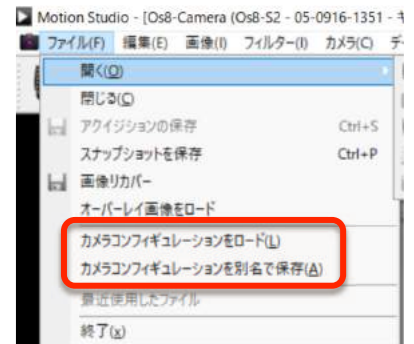 Motion Studio - [Os8-Camera (Os8-S2 - 05-0916-1351 -
ファイル(F) 編集(E) 画像(I) フィルター(I) カメラ(C)
開く(O)
閉じる(C)
アクイジションの保存 Ctrl+S
スナップショットを保存 Ctrl+P
画像リカバー
オーバーレイ画像をロード
カメラコンフィギュレーションをロード(L)
カメラコンフィギュレーションを別名で保存(A)
最近使用したファイル
終了(x)